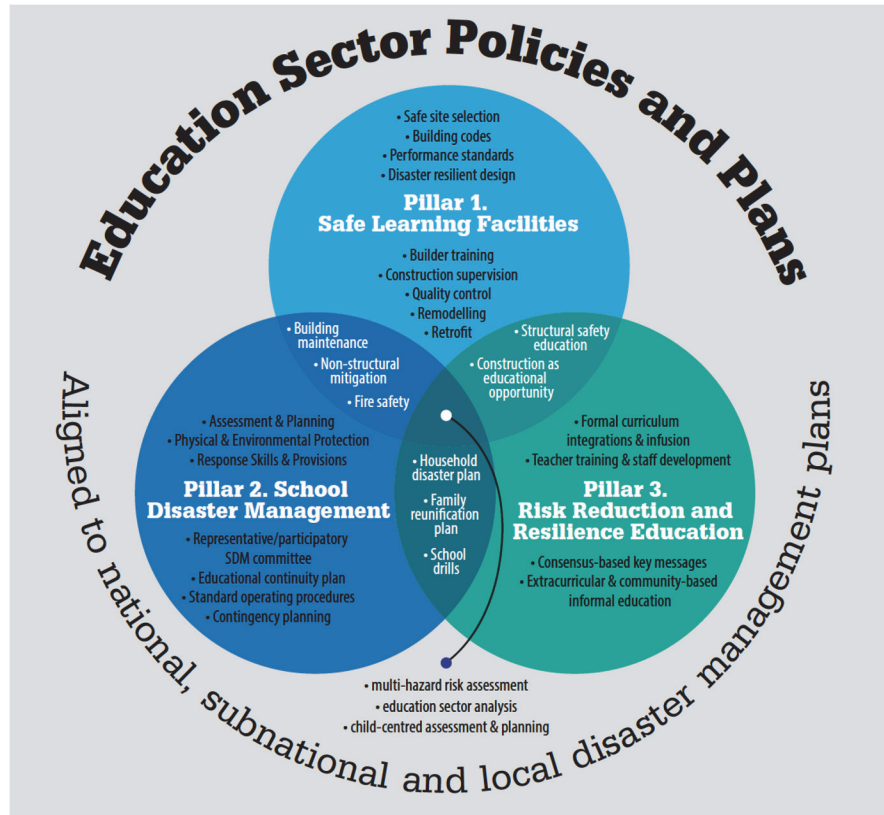 Education Sector Policies and Plans
• Safe site selection
• Building codes
• Performance standards
• Disaster resilient design
Pillar 1.
Safe Learning Facilities
• Builder training
• Construction supervision
• Quality control
• Remodelling
• Retrofit
• Building
maintenance
• Non-structural
mitigation
• Fire safety
• Structural safety
education
• Construction as
educational
opportunity
• Assessment & Planning
• Physical & Environmental Protection
• Response Skills & Provisions
Pillar 2. School
Disaster Management
• Representative/participatory
SDM committee
• Educational continuity plan
• Standard operating procedures
• Contingency planning
• Household
disaster plan
• Family
reunification
plan
• School
drills
• Formal curriculum
integrations & infusion
• Teacher training & staff development
Pillar 3.
Risk Reduction and
Resilience Education
• Consensus-based key messages
• Extracurricular & community-based
informal education
• multi-hazard risk assessment
• education sector analysis
• child-centred assessment & planning
Aligned to national, subnational and local disaster management plans